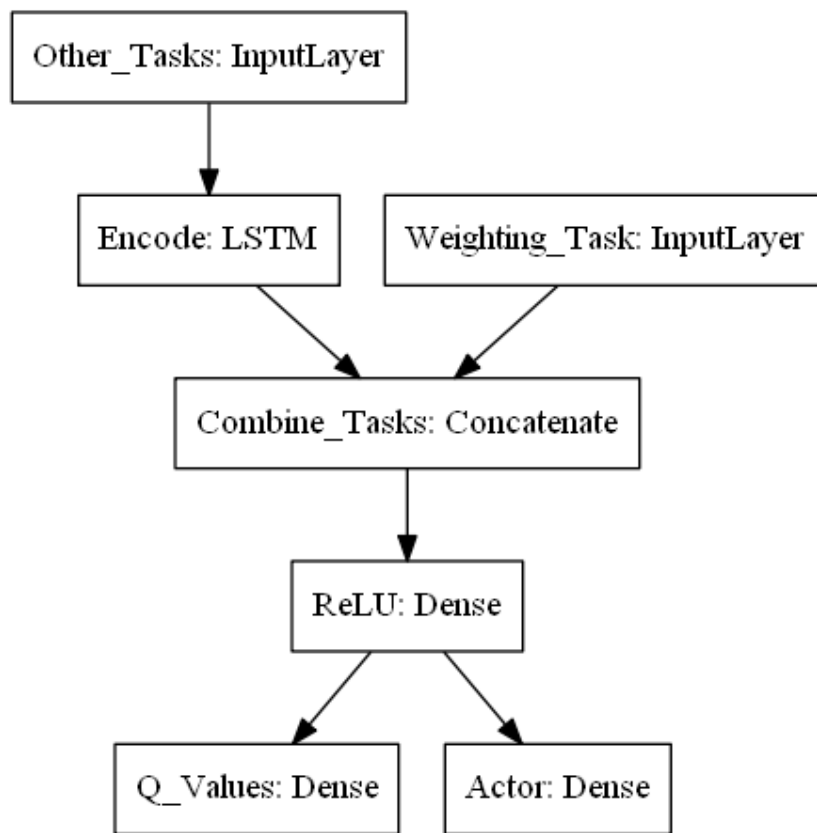 Other_Tasks: InputLayer
Encode: LSTM
Weighting_Task: InputLayer
Combine_Tasks: Concatenate
ReLU: Dense
Q_Values: Dense
Actor: Dense